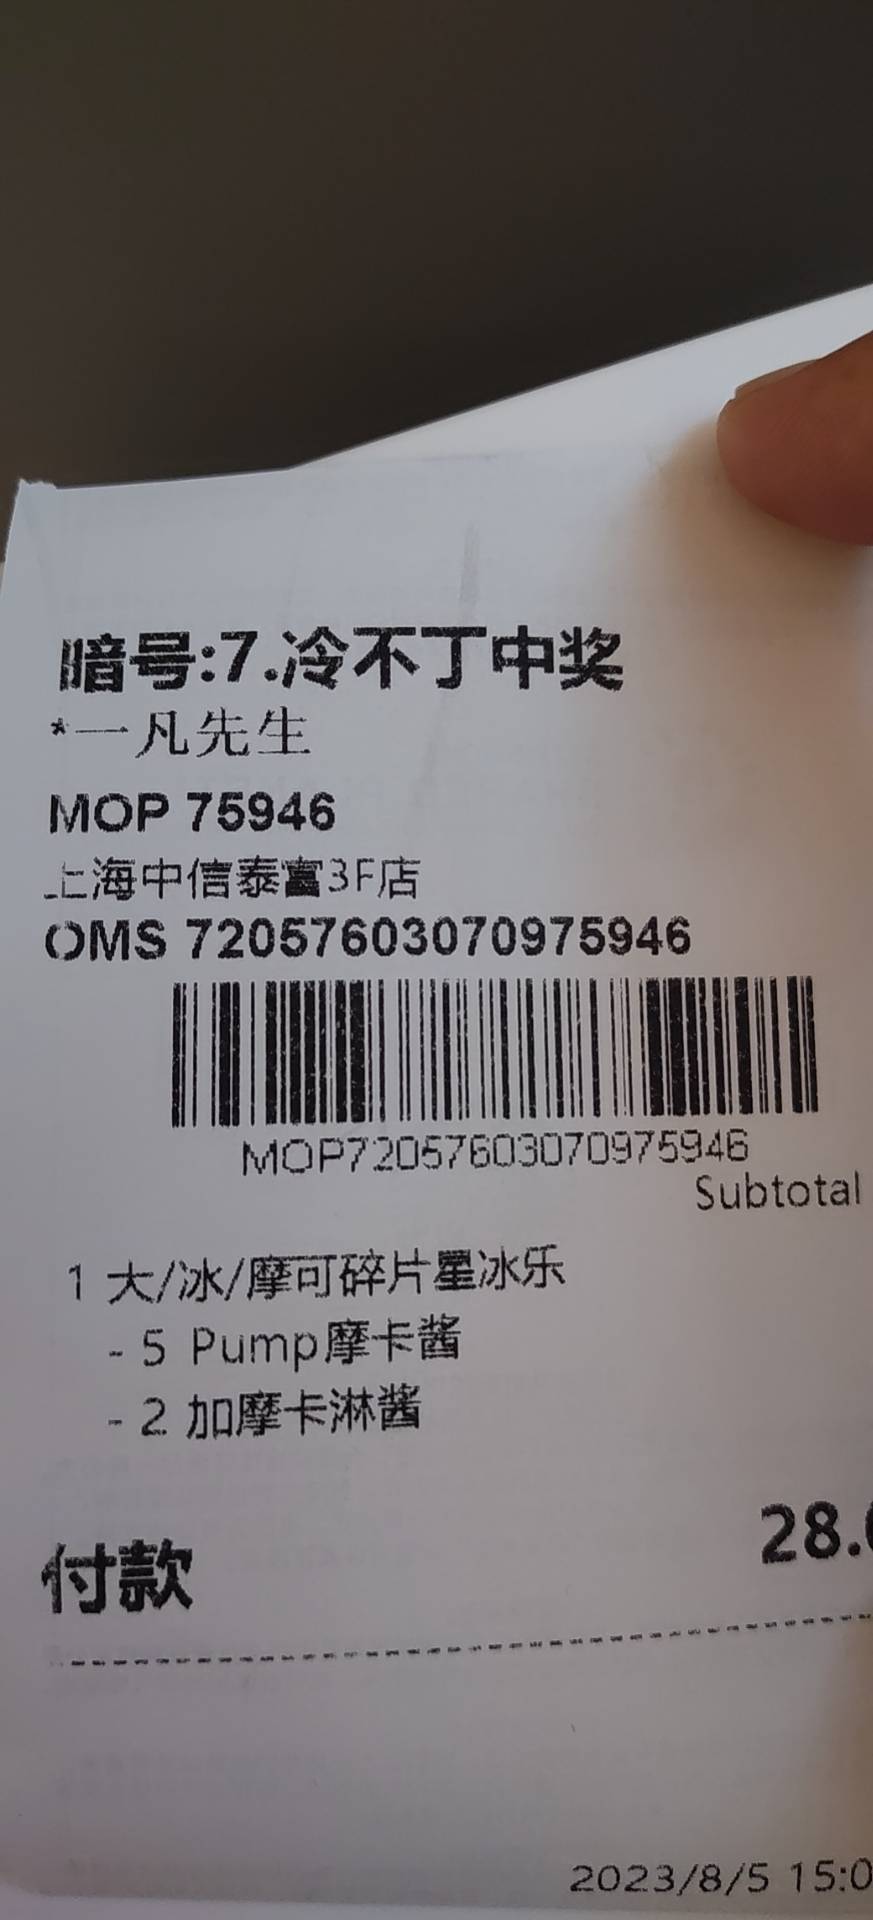 暗号:7.冷不丁中奖
*一凡先生
MOP 75946
上海中信泰富3F店
OMS 72057603070975946
MOP72057603070975946
Subtotal
1 大/冰/摩可碎片星冰乐
- 5 Pump摩卡酱
- 2 加摩卡淋酱
付款 28.
2023/8/5 15:0